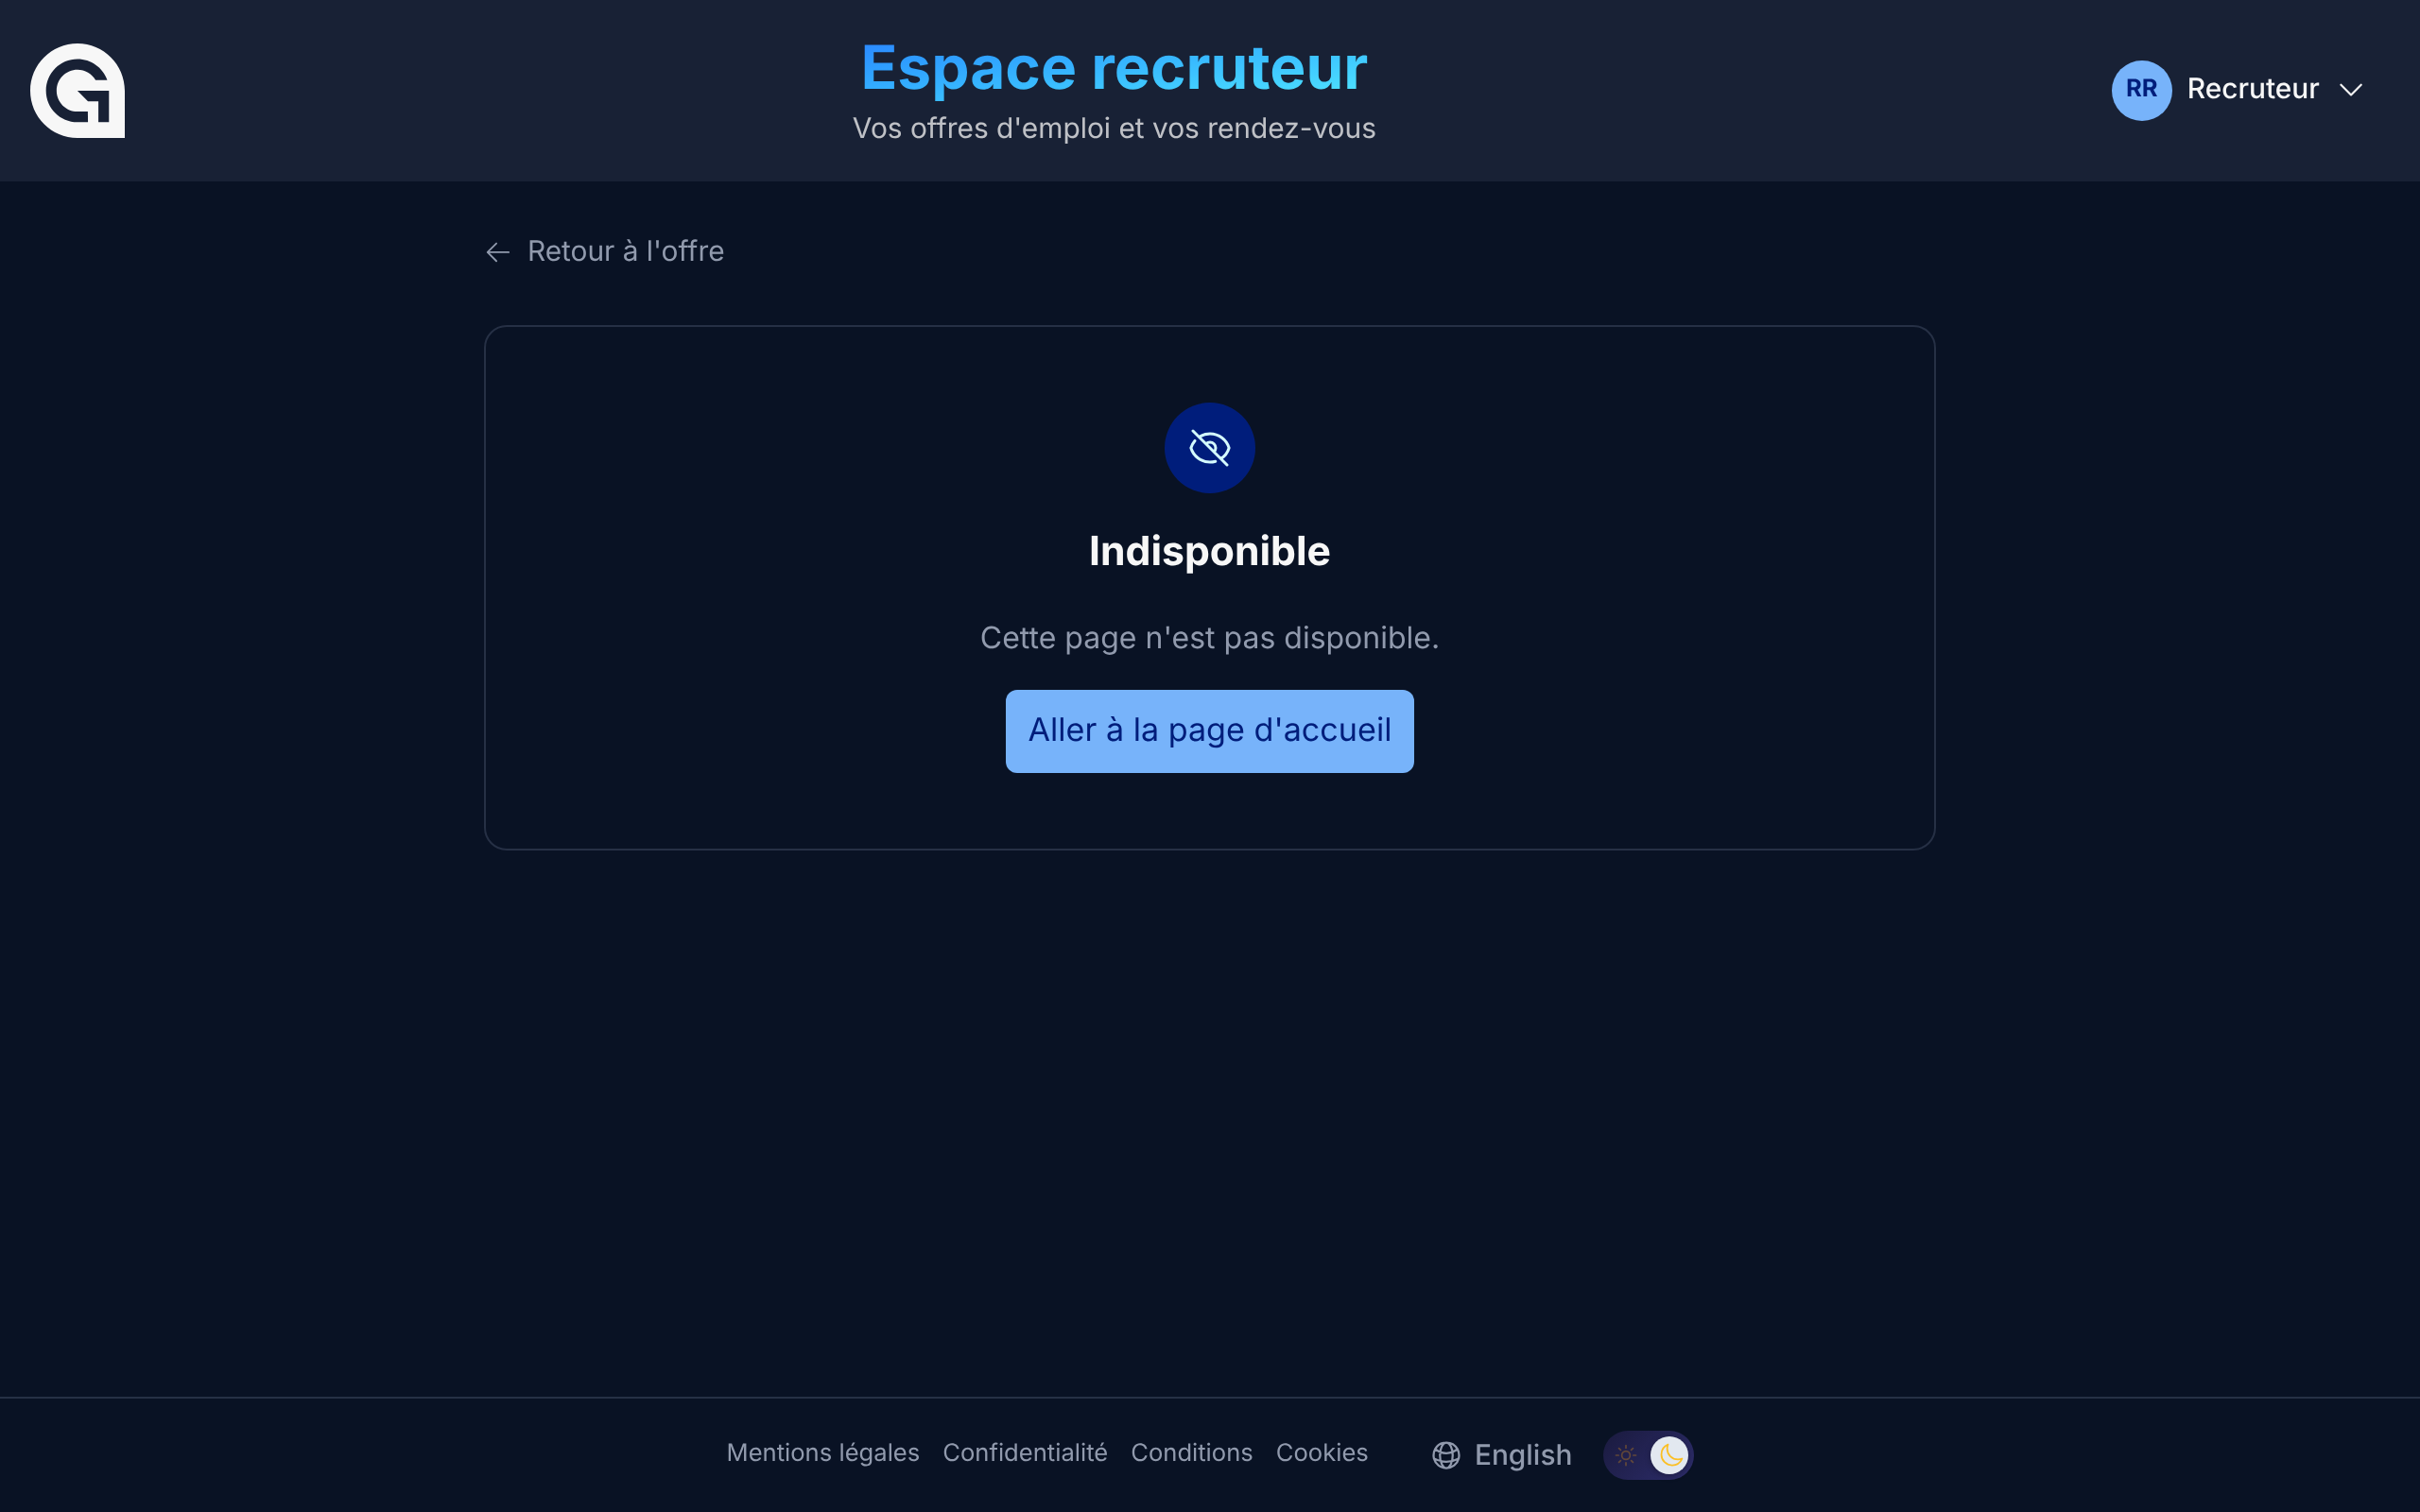 Espace recruteur
Vos offres d'emploi et vos rendez-vous
RR Recruteur
Retour à l'offre
Indisponible
Cette page n'est pas disponible.
Aller à la page d'accueil
Mentions légales Confidentialité Conditions Cookies English